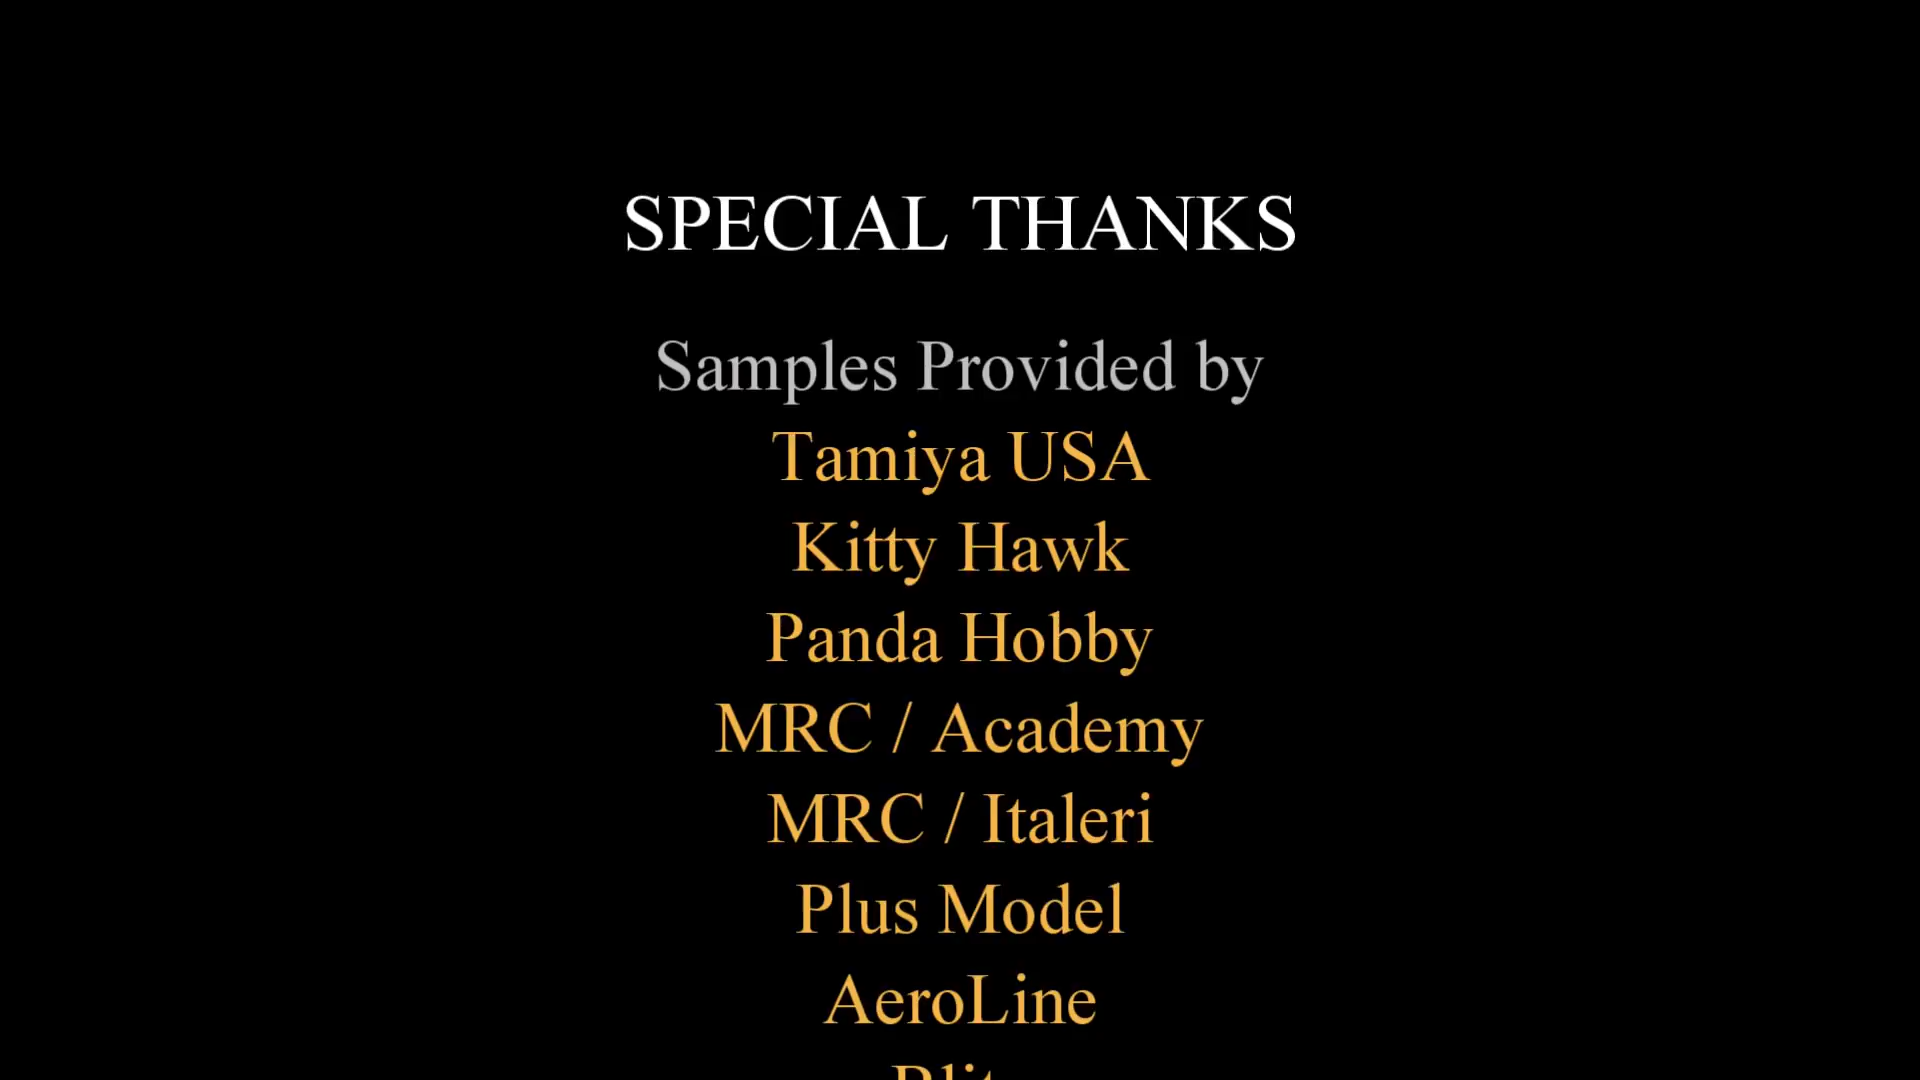 SPECIAL THANKS
Samples Provided by
Tamiya USA
Kitty Hawk
Panda Hobby
MRC / Academy
MRC / Italeri
Plus Model
AeroLine